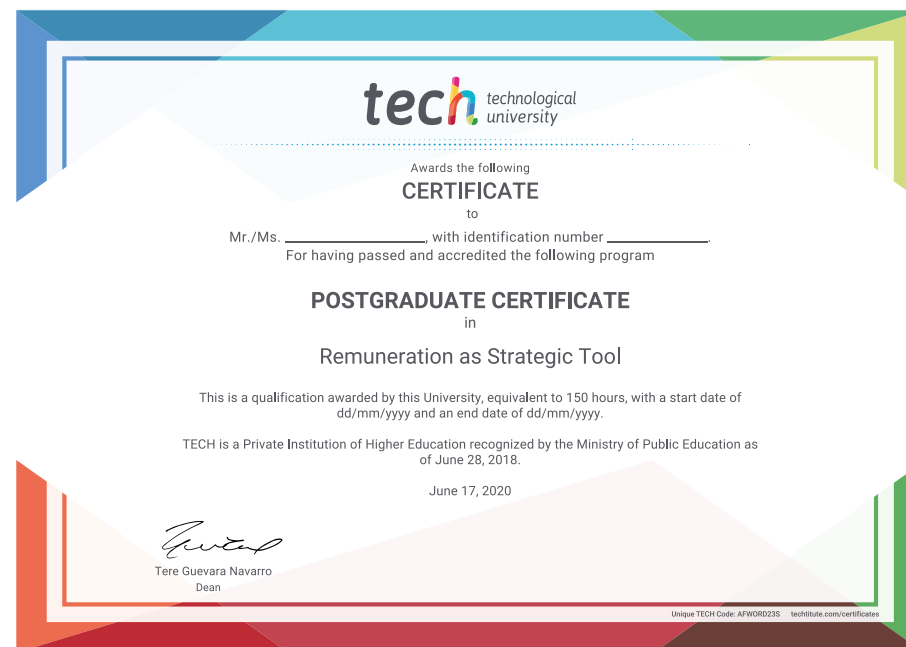 tech technological
university
Awards the following
CERTIFICATE
to
Mr./Ms. ____________________, with identification number ______________.
For having passed and accredited the following program
POSTGRADUATE CERTIFICATE
in
Remuneration as Strategic Tool
This is a qualification awarded by this University, equivalent to 150 hours, with a start date of
dd/mm/yyyy and an end date of dd/mm/yyyy.
TECH is a Private Institution of Higher Education recognized by the Ministry of Public Education as
of June 28, 2018.
June 17, 2020
Tere Guevara Navarro
Dean
Unique TECH Code: AFWORD23S techtitute.com/certificates